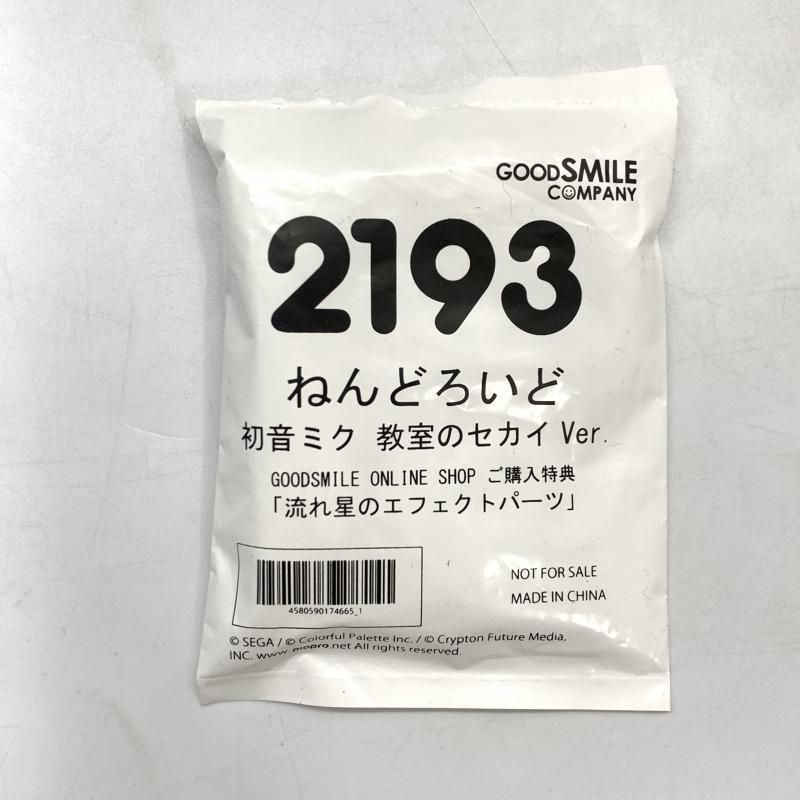 GOODSMILE
COMPANY
2193
ねんどろいど
初音ミク 教室のセカイ Ver.
GOODSMILE ONLINE SHOP ご購入特典
「流れ星のエフェクトパーツ」
4580590174665_1
NOT FOR SALE
MADE IN CHINA
© SEGA / © Colorful Palette Inc. / © Crypton Future Media,
INC. www.piapro.net All rights reserved.